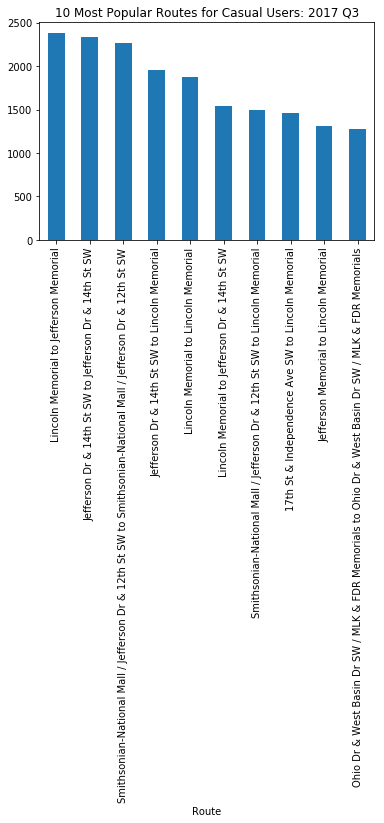 10 Most Popular Routes for Casual Users: 2017 Q3
2500
2000
1500
1000
500
0
Lincoln Memorial to Jefferson Memorial
Jefferson Dr & 14th St SW to Jefferson Dr & 14th St SW
Smithsonian-National Mall / Jefferson Dr & 12th St SW to Smithsonian-National Mall / Jefferson Dr & 12th St SW
Jefferson Dr & 14th St SW to Lincoln Memorial
Lincoln Memorial to Lincoln Memorial
Lincoln Memorial to Jefferson Dr & 14th St SW
Smithsonian-National Mall / Jefferson Dr & 12th St SW to Lincoln Memorial
17th St & Independence Ave SW to Lincoln Memorial
Jefferson Memorial to Lincoln Memorial
Ohio Dr & West Basin Dr SW / MLK & FDR Memorials to Ohio Dr & West Basin Dr SW / MLK & FDR Memorials
Route